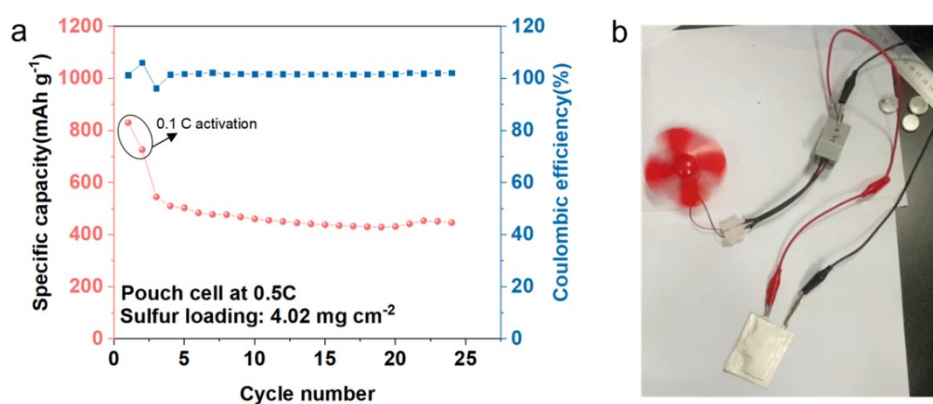 a
1200
1000
800
600
400
200
0
Specific capacity(mAh g⁻¹)
0.1 C activation
Pouch cell at 0.5C
Sulfur loading: 4.02 mg cm⁻²
0 5 10 15 20 25
Cycle number
120
100
80
60
40
20
0
Coulombic efficiency(%)
b